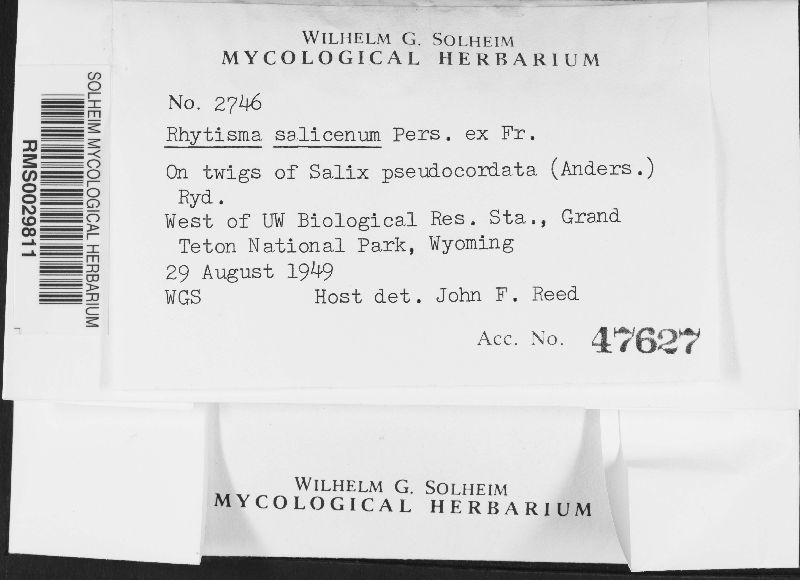 WILHELM G. SOLHEIM
MYCOLOGICAL HERBARIUM
No. 2746
Rhytisma salicenum Pers. ex Fr.
On twigs of Salix pseudocordata (Anders.)
Ryd.
West of UW Biological Res. Sta., Grand
Teton National Park, Wyoming
29 August 1949
WGS Host det. John F. Reed
Acc. No. 47627
SOLHEIM MYCOLOGICAL HERBARIUM
RMS0029811
WILHELM G. SOLHEIM
MYCOLOGICAL HERBARIUM